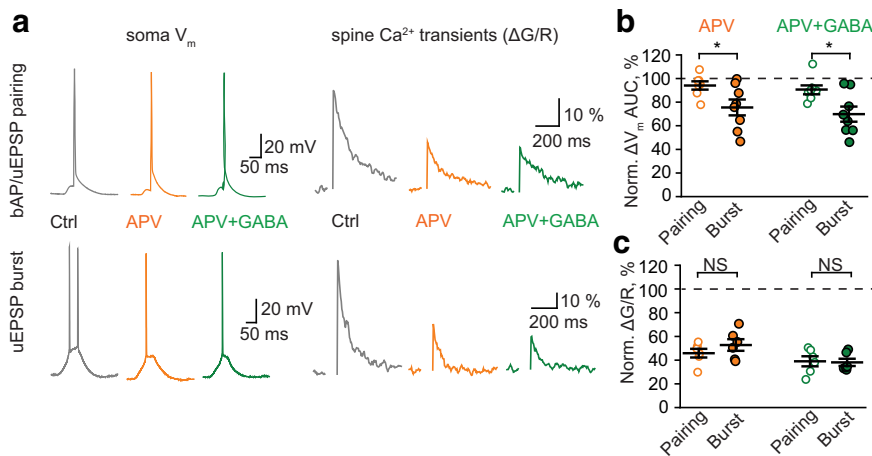 a
soma Vm
spine Ca²⁺ transients (ΔG/R)
bAP/uEPSP pairing
20 mV
50 ms
10 %
200 ms
Ctrl
APV
APV+GABA
Ctrl
APV
APV+GABA
uEPSP burst
20 mV
50 ms
10 %
200 ms
b
APV
APV+GABA
Norm. ΔVm AUC, %
*
*
120
100
80
60
40
20
0
Pairing
Burst
Pairing
Burst
c
Norm. ΔG/R, %
NS
NS
120
100
80
60
40
20
0
Pairing
Burst
Pairing
Burst